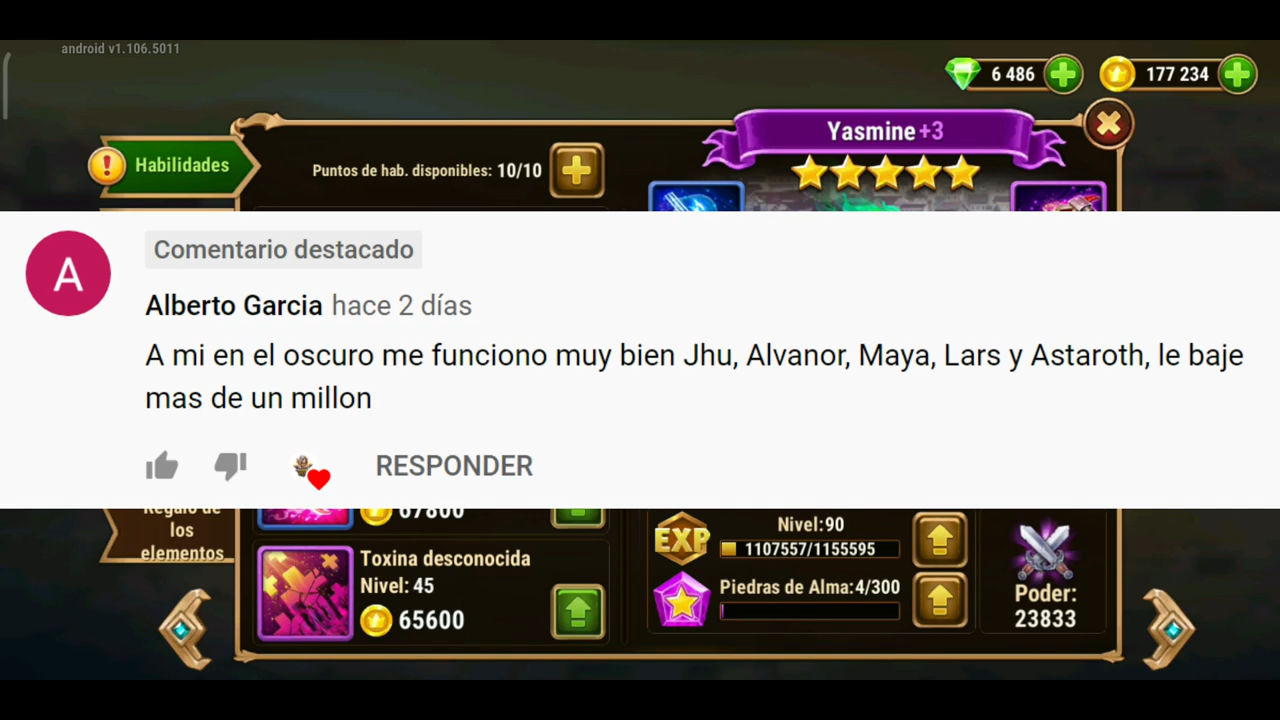 android v1.106.5011
6 486
177 234
Yasmine+3
Habilidades
Puntos de hab. disponibles: 10/10
A
Comentario destacado
Alberto Garcia hace 2 días
A mi en el oscuro me funciono muy bien Jhu, Alvanor, Maya, Lars y Astaroth, le baje
mas de un millon
RESPONDER
Regalo de
los
elementos
67800
Toxina desconocida
Nivel: 45
65600
EXP
Nivel:90
1107557/1155595
Piedras de Alma:4/300
Poder:
23833